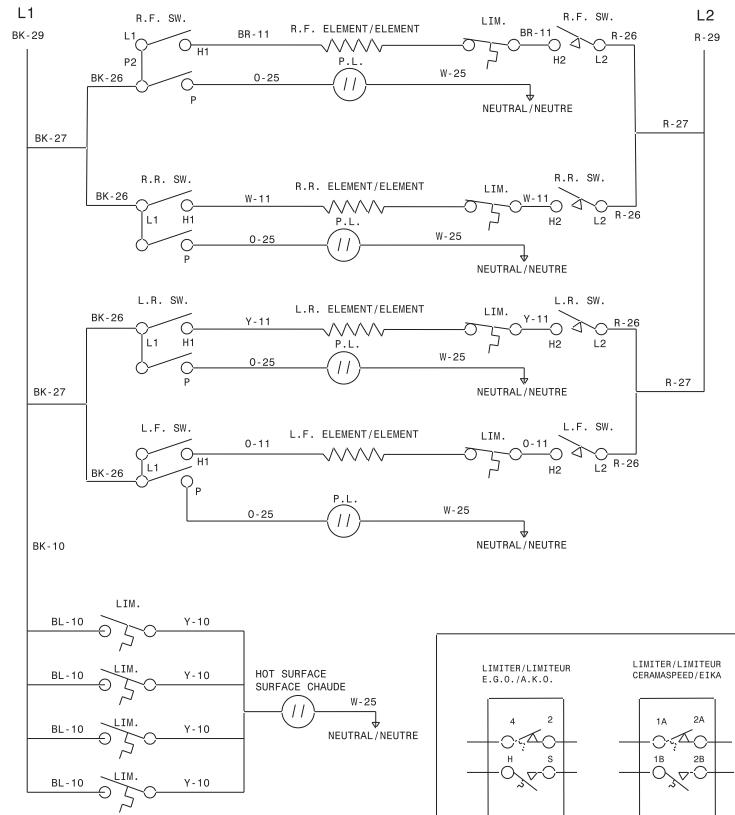 L1
L2
BK-29
R-29
R.F. SW.
R.F. ELEMENT/ELEMENT
LIM.
R.F. SW.
L1
H1
BR-11
BR-11
H2
L2
R-26
P2
P.L.
BK-26
P
O-25
W-25
NEUTRAL/NEUTRE
BK-27
R-27
R.R. SW.
R.R. ELEMENT/ELEMENT
LIM.
R.R. SW.
BK-26
L1
H1
W-11
W-11
H2
L2
R-26
P.L.
P
O-25
W-25
NEUTRAL/NEUTRE
L.R. SW.
L.R. ELEMENT/ELEMENT
LIM.
L.R. SW.
BK-26
L1
H1
Y-11
Y-11
H2
L2
R-26
P.L.
P
O-25
W-25
NEUTRAL/NEUTRE
BK-27
R-27
L.F. SW.
L.F. ELEMENT/ELEMENT
LIM.
L.F. SW.
L1
H1
O-11
O-11
H2
L2
R-26
BK-26
P
P.L.
O-25
W-25
NEUTRAL/NEUTRE
BK-10
LIM.
BL-10
Y-10
LIM.
BL-10
Y-10
LIM.
BL-10
Y-10
LIM.
BL-10
Y-10
HOT SURFACE
SURFACE CHAUDE
W-25
NEUTRAL/NEUTRE
LIMITER/LIMITEUR
E.G.O./A.K.O.
4
2
H
S
LIMITER/LIMITEUR
CERAMASPEED/EIKA
1A
2A
1B
2B